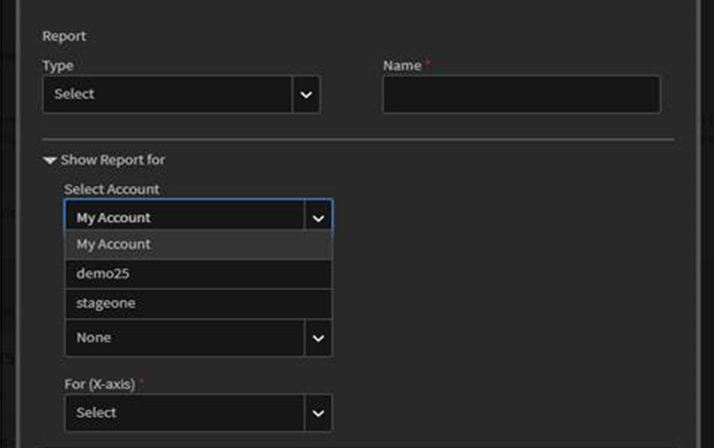 Report
Type
Name *
Select
Show Report for
Select Account
My Account
My Account
demo25
stageone
None
For (X-axis) *
Select